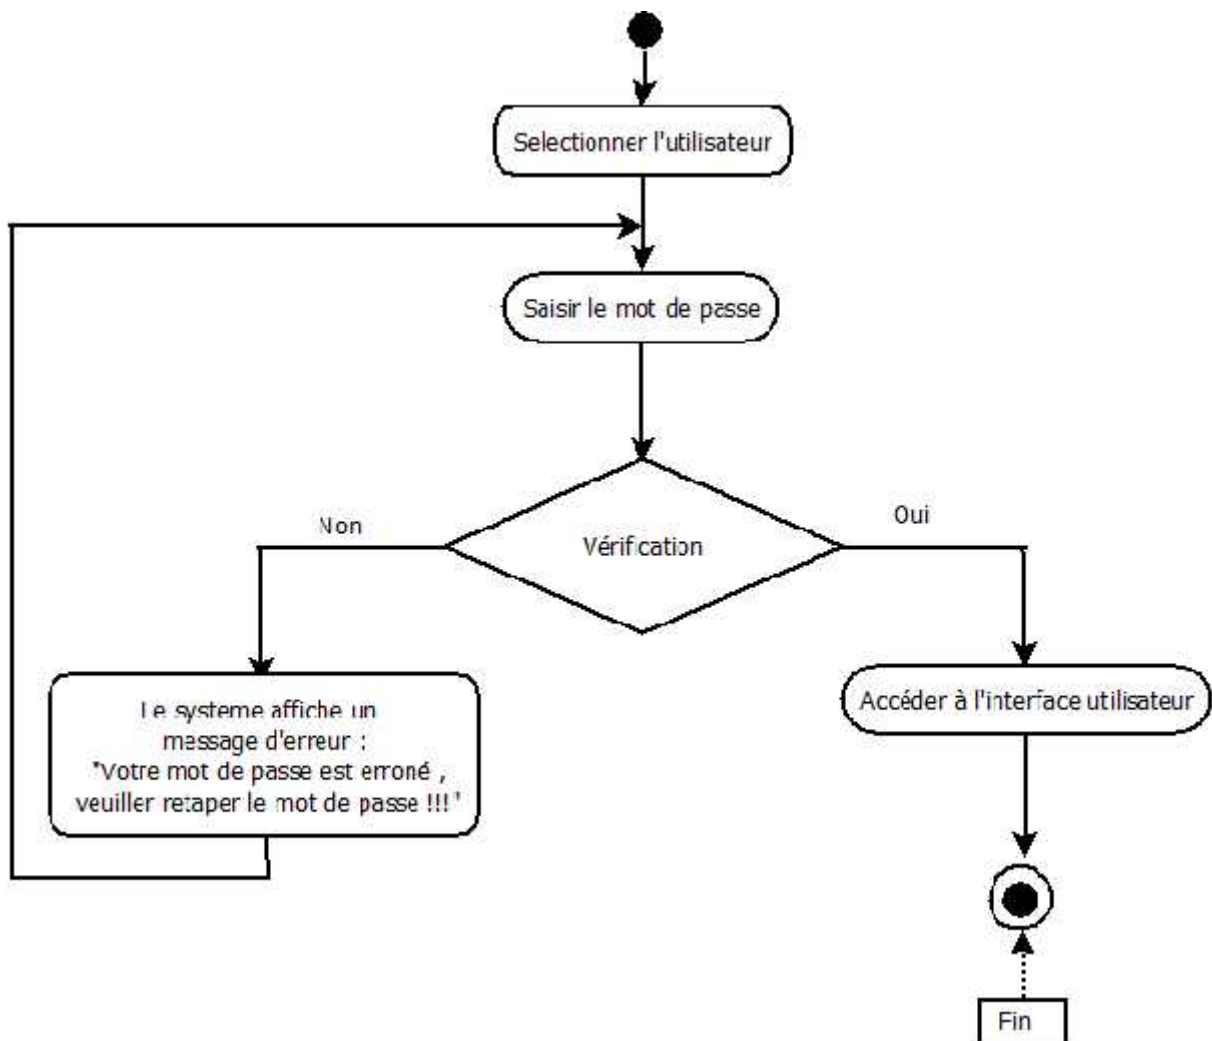 Selectionner l'utilisateur
Saisir le mot de passe
Non
Oui
Vérification
Le systeme affiche un
message d'erreur :
"Votre mot de passe est erroné ,
veuiller retaper le mot de passe !!!"
Accéder à l'interface utilisateur
Fin